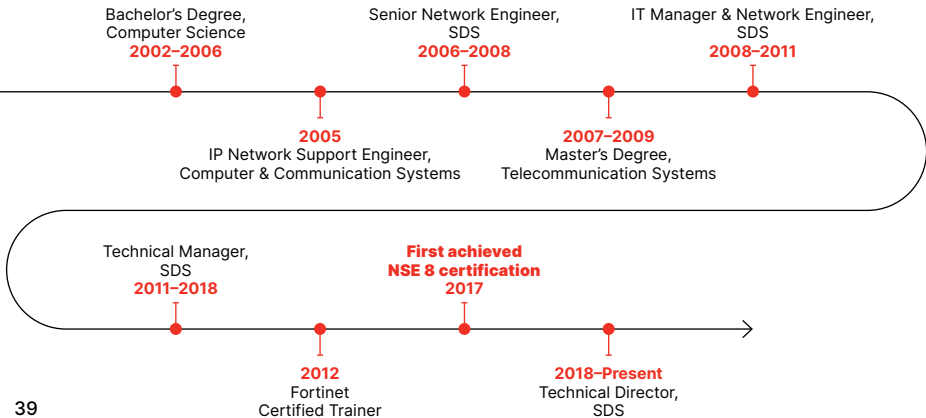 Bachelor's Degree,
Computer Science
2002–2006
2005
IP Network Support Engineer,
Computer & Communication Systems
Senior Network Engineer,
SDS
2006–2008
2007–2009
Master's Degree,
Telecommunication Systems
IT Manager & Network Engineer,
SDS
2008–2011
Technical Manager,
SDS
2011–2018
2012
Fortinet
Certified Trainer
First achieved
NSE 8 certification
2017
2018–Present
Technical Director,
SDS
39